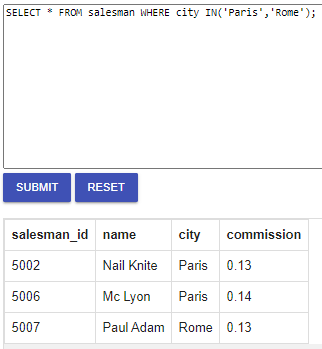 SELECT * FROM salesman WHERE city IN('Paris','Rome');
SUBMIT RESET
salesman_id name city commission
5002 Nail Knite Paris 0.13
5006 Mc Lyon Paris 0.14
5007 Paul Adam Rome 0.13